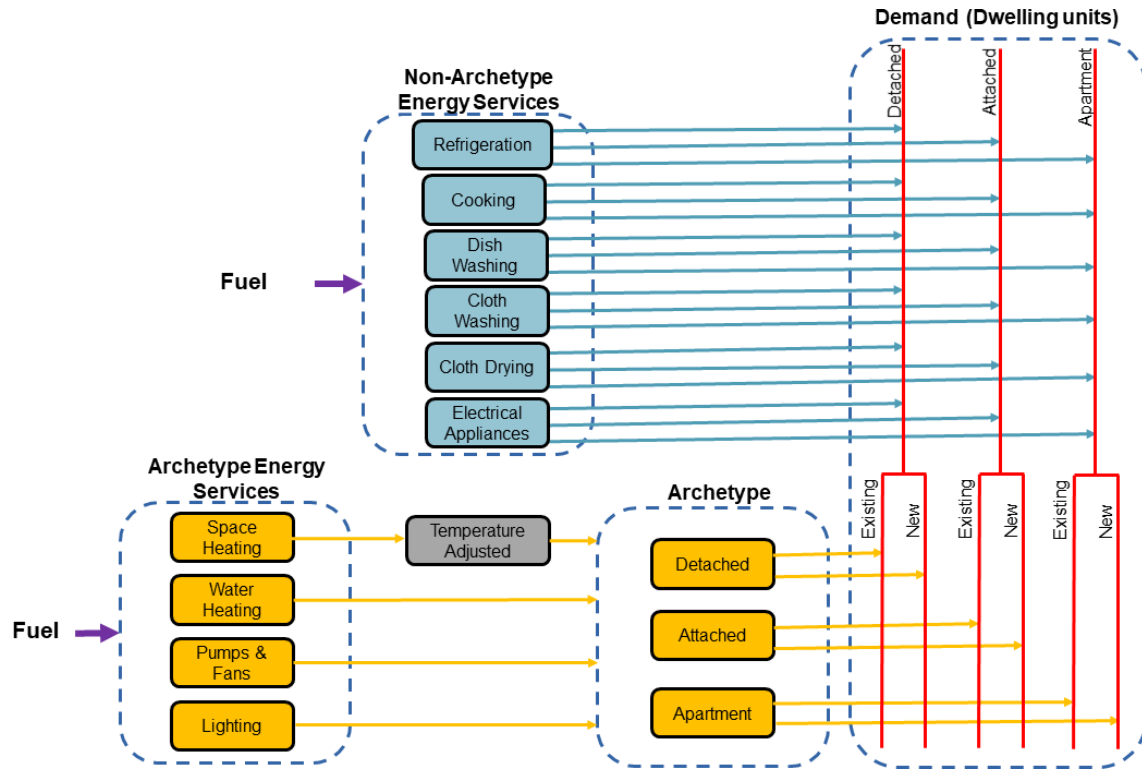 Demand (Dwelling units)
Detached
Attached
Apartment
Non-Archetype
Energy Services
Refrigeration
Cooking
Dish
Washing
Fuel
Cloth
Washing
Cloth Drying
Electrical
Appliances
Archetype Energy
Services
Archetype
Existing
New
Existing
New
Existing
New
Space
Heating
Temperature
Adjusted
Detached
Water
Heating
Fuel
Attached
Pumps &
Fans
Lighting
Apartment